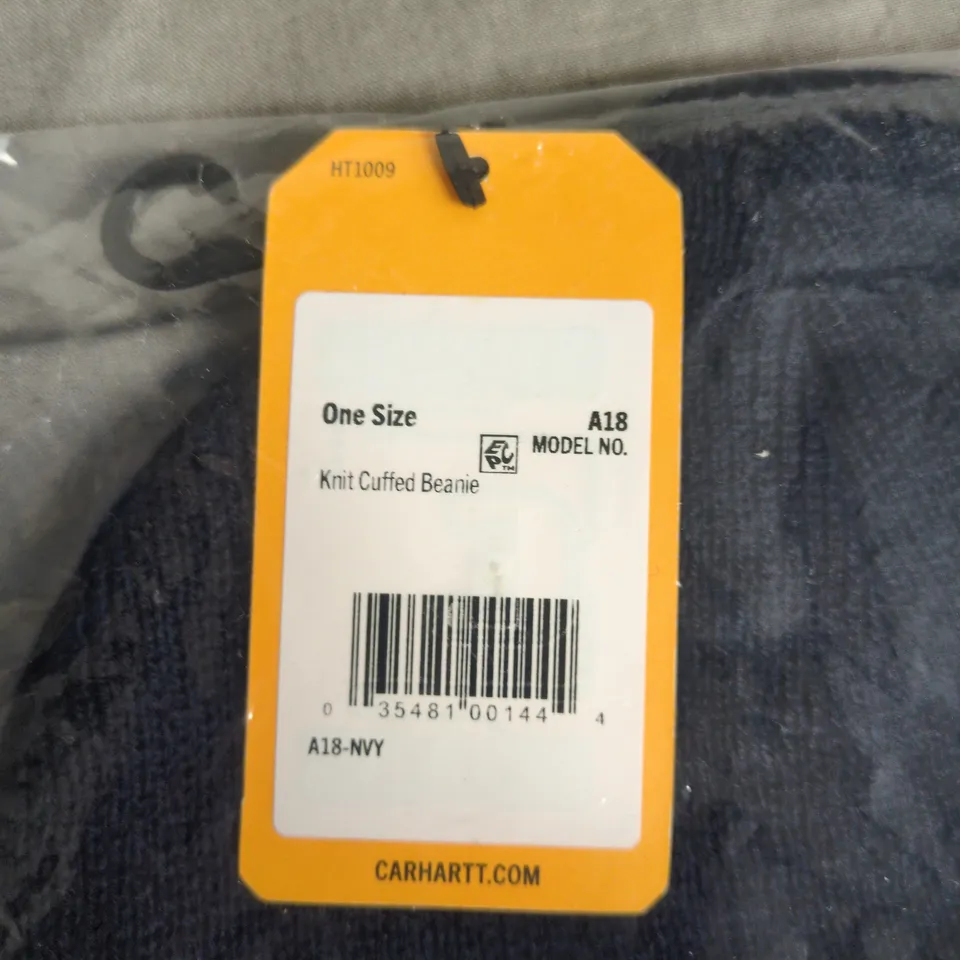 HT1009
One Size
A18
MODEL NO.
Knit Cuffed Beanie
0 35481 00144 4
A18-NVY
CARHARTT.COM